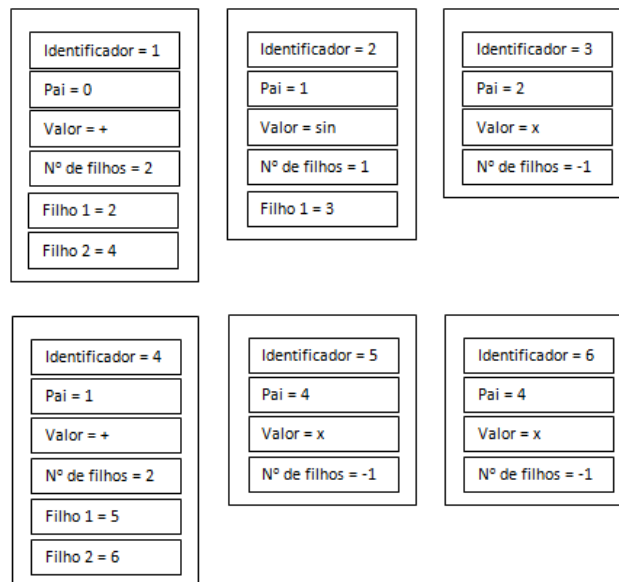 Identificador = 1
Pai = 0
Valor = +
Nº de filhos = 2
Filho 1 = 2
Filho 2 = 4
Identificador = 2
Pai = 1
Valor = sin
Nº de filhos = 1
Filho 1 = 3
Identificador = 3
Pai = 2
Valor = x
Nº de filhos = -1
Identificador = 4
Pai = 1
Valor = +
Nº de filhos = 2
Filho 1 = 5
Filho 2 = 6
Identificador = 5
Pai = 4
Valor = x
Nº de filhos = -1
Identificador = 6
Pai = 4
Valor = x
Nº de filhos = -1